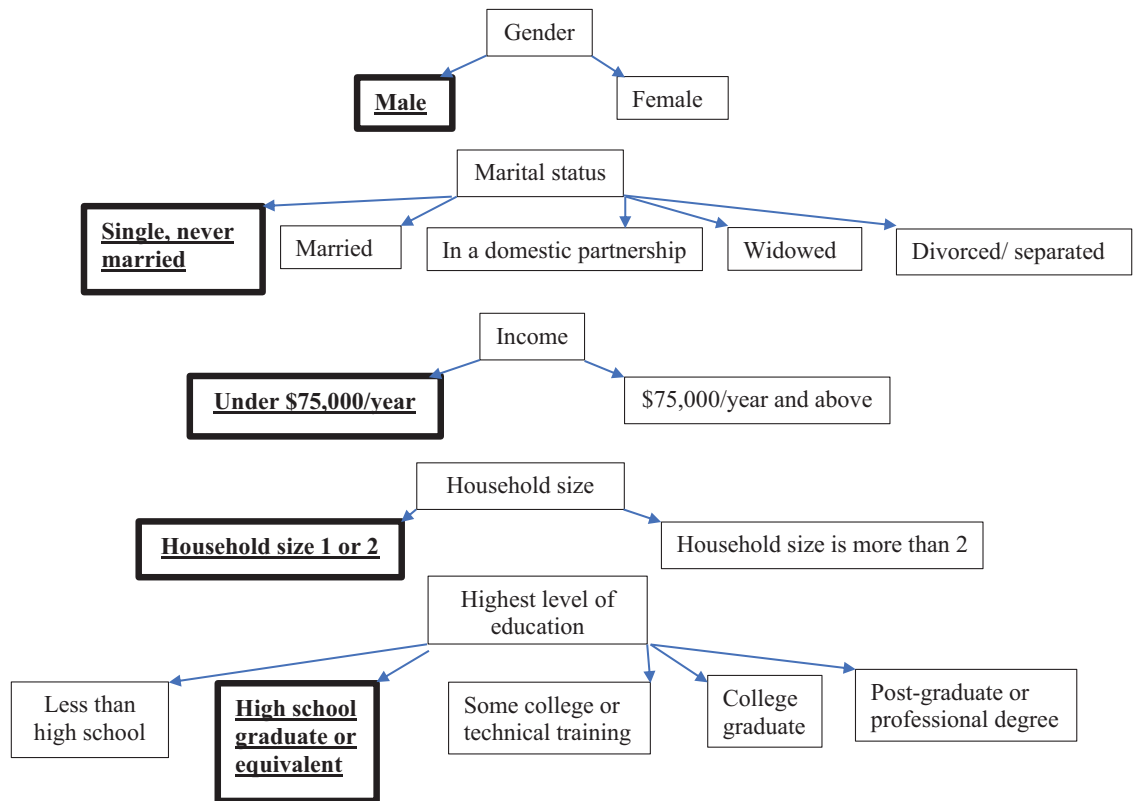 Gender
Male
Female
Marital status
Single, never
married
Married
In a domestic partnership
Widowed
Divorced/ separated
Income
Under $75,000/year
$75,000/year and above
Household size
Household size 1 or 2
Household size is more than 2
Highest level of
education
Less than
high school
High school
graduate or
equivalent
Some college or
technical training
College
graduate
Post-graduate or
professional degree